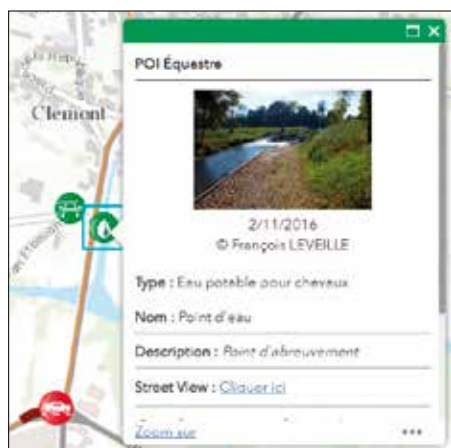 POI Équestre
Clemont
2/11/2016
© François LEVEILLE
Type : Eau potable pour chevaux
Nom : Point d'eau
Description : Point d'abreuvement
Street View : Cliquer ici
Zoom sur